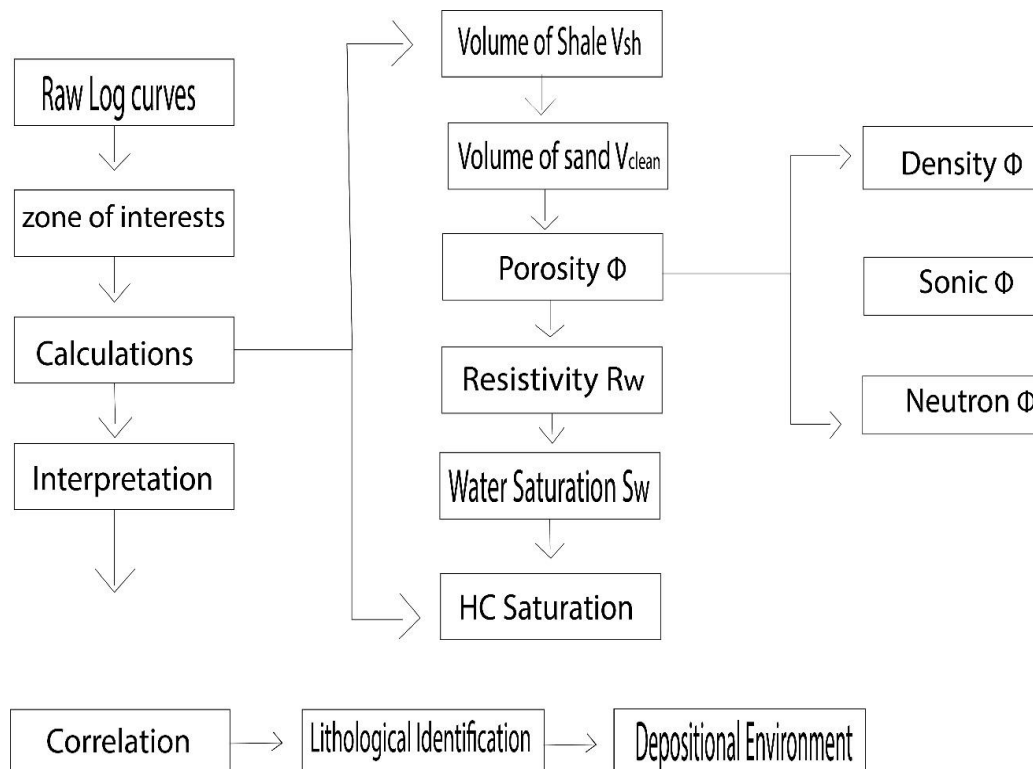 Raw Log curves
zone of interests
Calculations
Interpretation
Volume of Shale Vsh
Volume of sand Vclean
Porosity Φ
Resistivity Rw
Water Saturation Sw
HC Saturation
Density Φ
Sonic Φ
Neutron Φ
Correlation
Lithological Identification
Depositional Environment